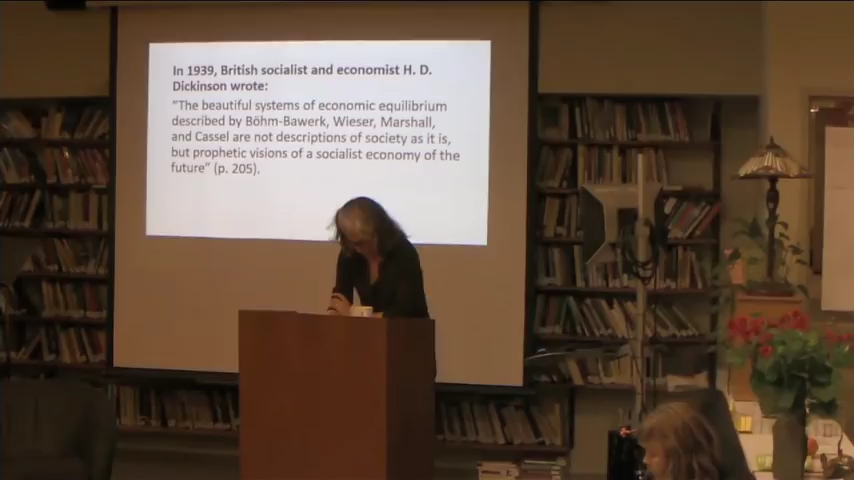 In 1939, British socialist and economist H. D.
Dickinson wrote:
"The beautiful systems of economic equilibrium
described by Böhm-Bawerk, Wieser, Marshall,
and Cassel are not descriptions of society as it is,
but prophetic visions of a socialist economy of the
future" (p. 205).